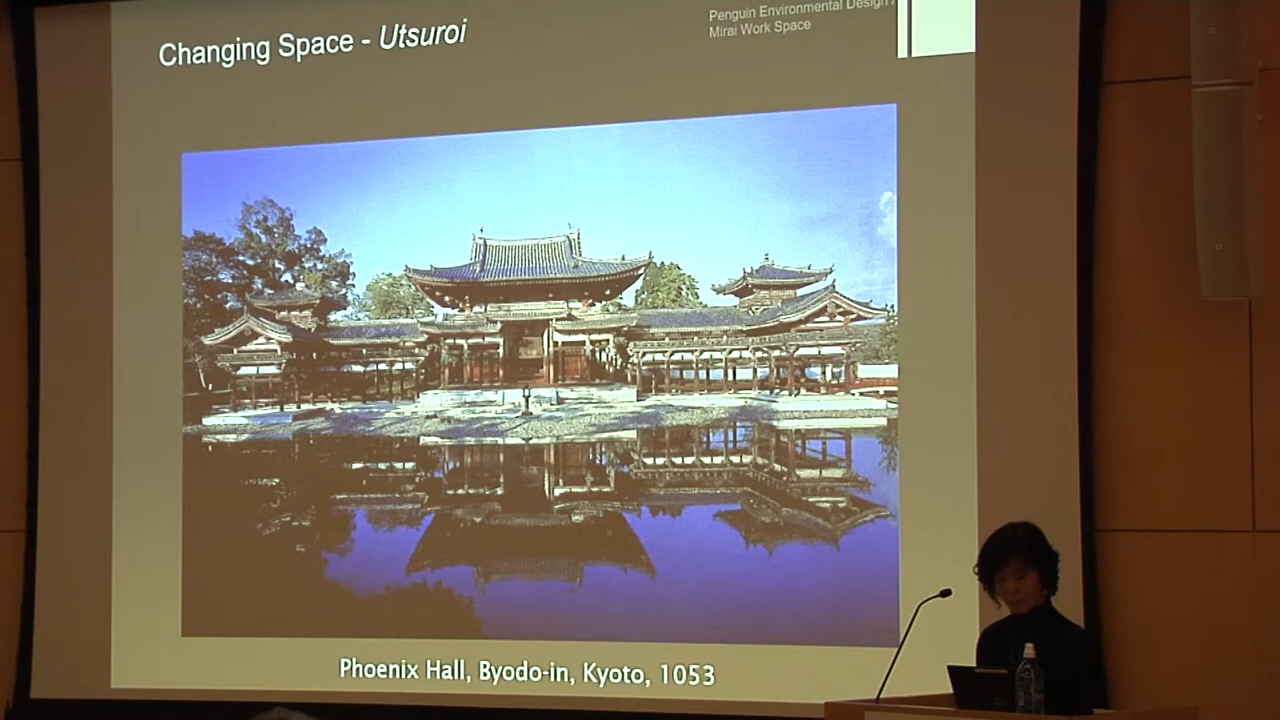 Changing Space - Utsuroi
Penguin Environmental Design /
Mirai Work Space
Phoenix Hall, Byodo-in, Kyoto, 1053